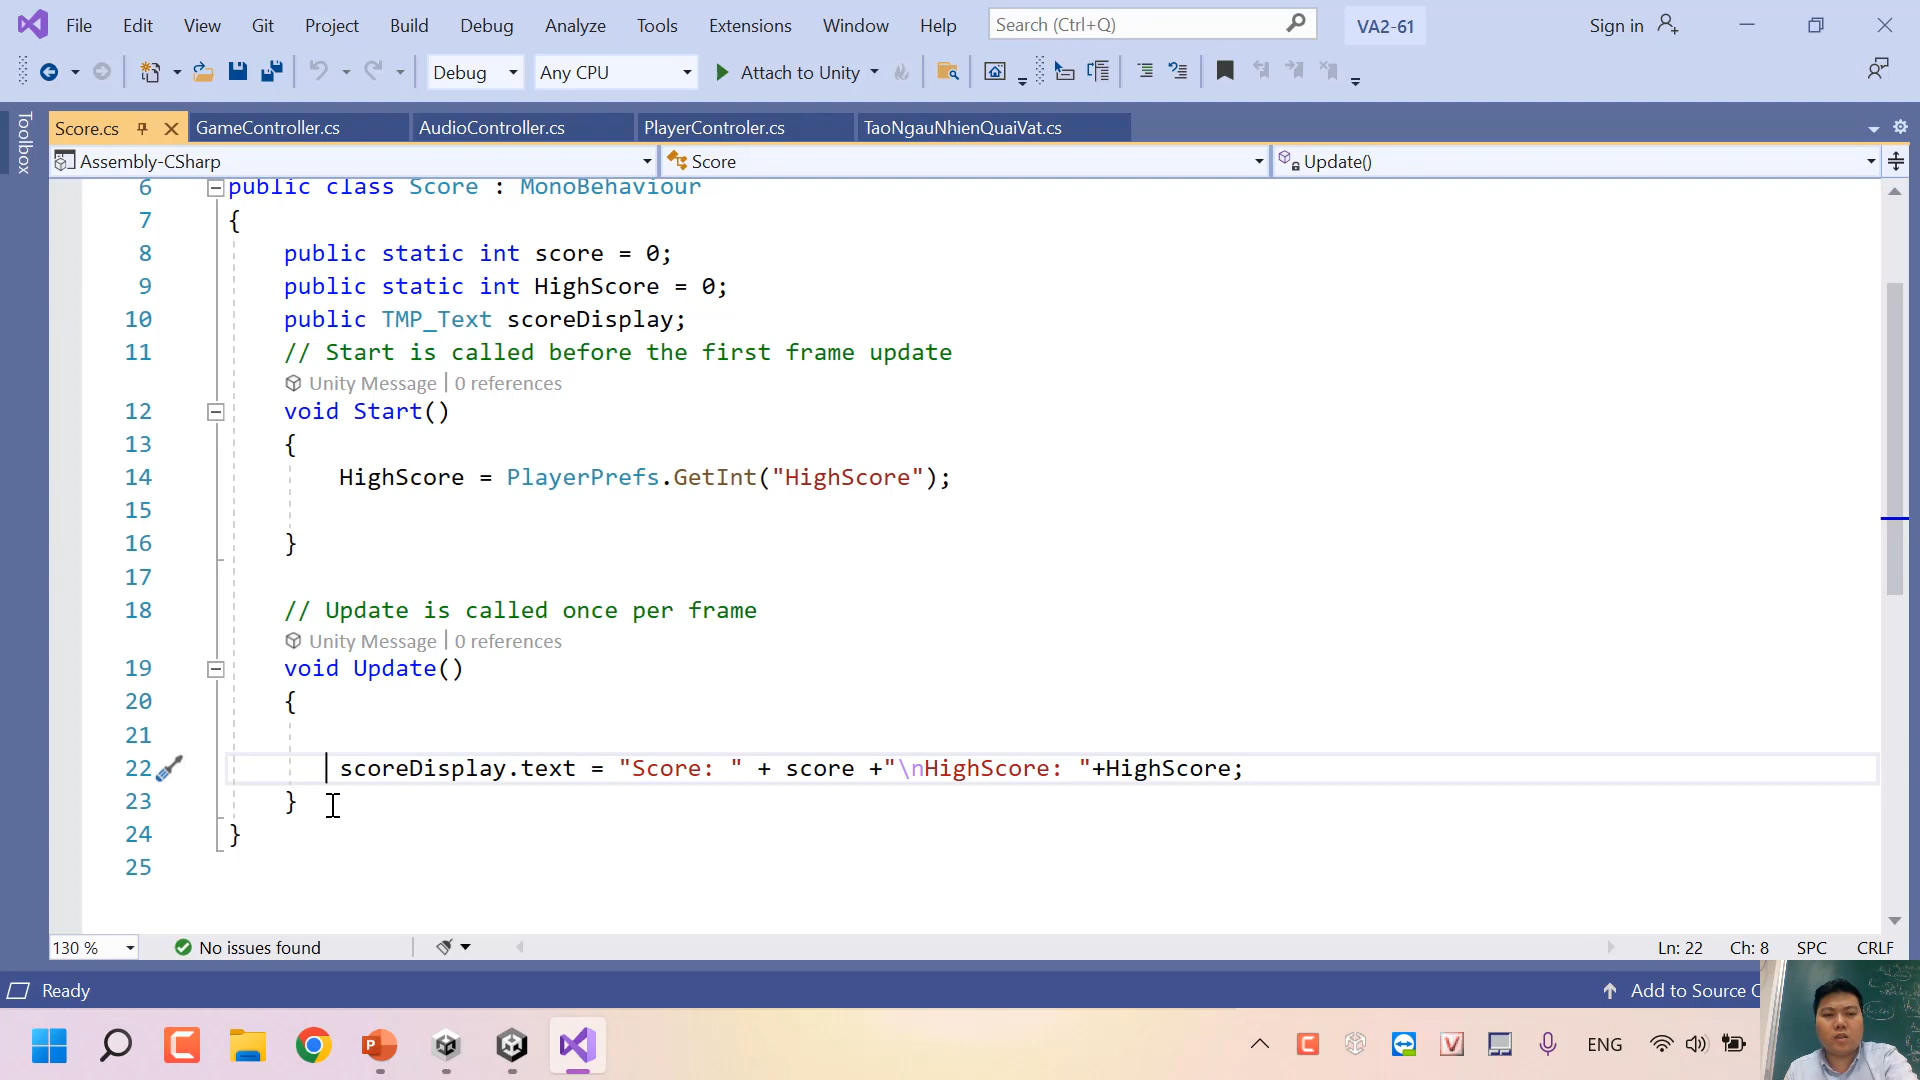 File Edit View Git Project Build Debug Analyze Tools Extensions Window Help Search (Ctrl+Q) VA2-61 Sign in
Debug Any CPU Attach to Unity
Toolbox
Score.cs GameController.cs AudioController.cs PlayerControler.cs TaoNgauNhienQuaiVat.cs
Assembly-CSharp Score Update()
6 public class Score : MonoBehaviour
7 {
8 public static int score = 0;
9 public static int HighScore = 0;
10 public TMP_Text scoreDisplay;
11 // Start is called before the first frame update
Unity Message | 0 references
12 void Start()
13 {
14 HighScore = PlayerPrefs.GetInt("HighScore");
15
16 }
17
18 // Update is called once per frame
Unity Message | 0 references
19 void Update()
20 {
21
22 scoreDisplay.text = "Score: " + score +"\nHighScore: "+HighScore;
23 }
24 }
25
130 % No issues found Ln: 22 Ch: 8 SPC CRLF
Ready Add to Source C
ENG